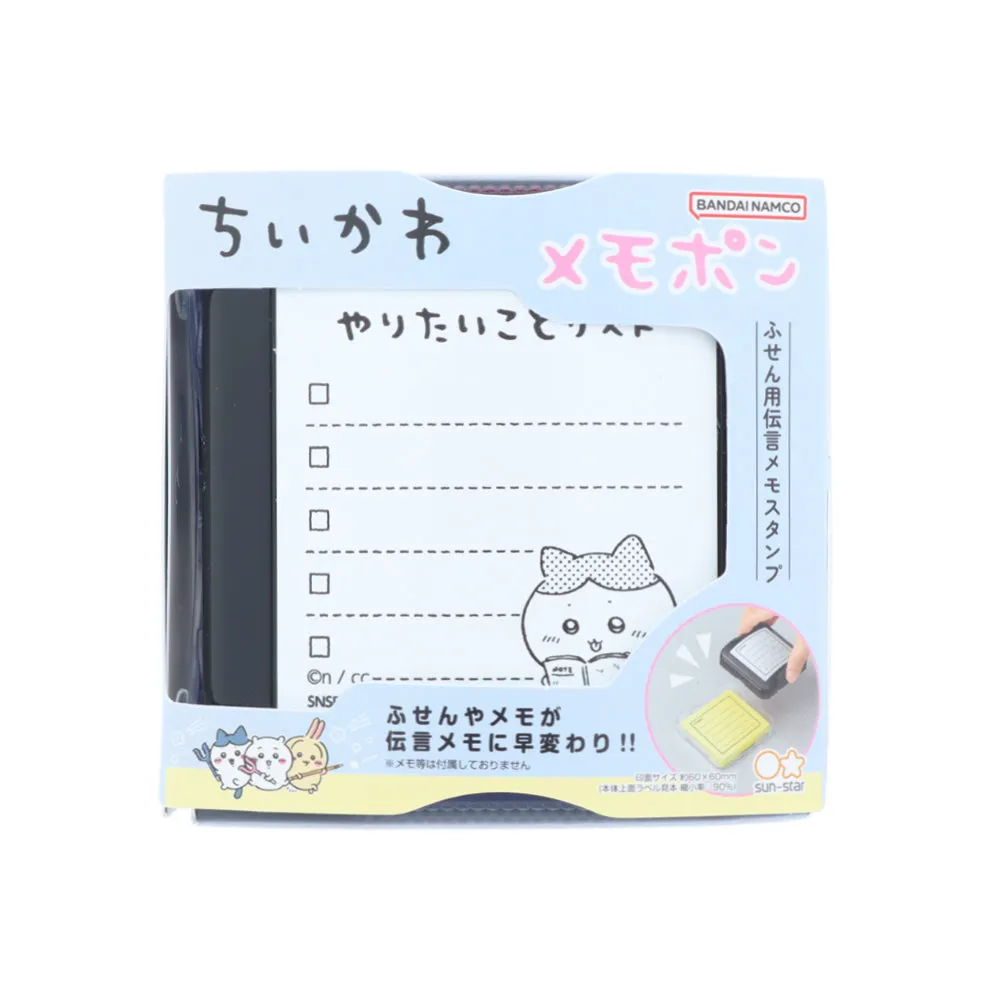 ちいかわ
BANDAI NAMCO
メモポン
ふせん用伝言メモスタンプ
やりたいことリスト
NOTE
©n / cc
ふせんやメモが
伝言メモに早変わり!!
※メモ等は付属しておりません
印面サイズ 約60×60mm
(本体上面ラベル見本 縮小率:90%)
sun-star